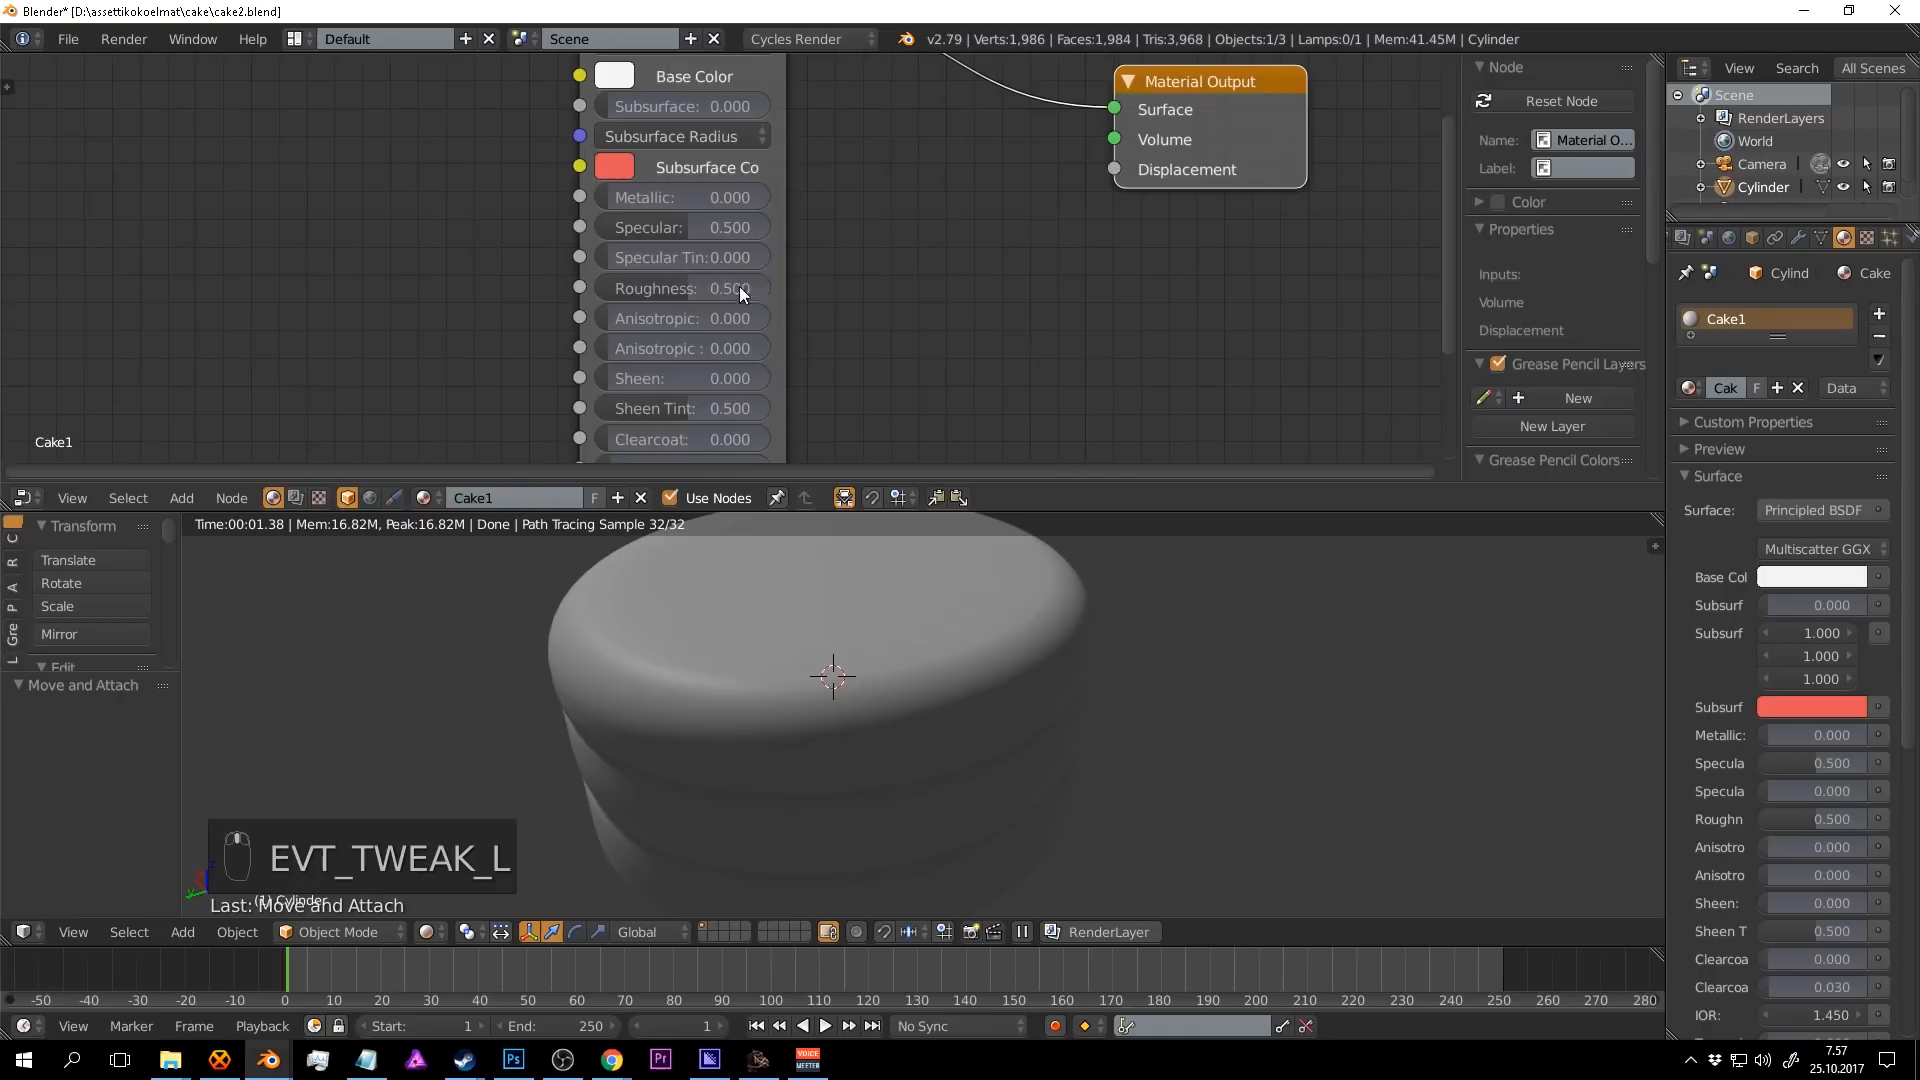 Blender* [D:\assettikokoelmat\cake\cake2.blend]
File Render Window Help Default Scene Cycles Render v2.79 | Verts:1,986 | Faces:1,984 | Tris:3,968 | Objects:1/3 | Lamps:0/1 | Mem:41.45M | Cylinder
Base Color
Subsurface: 0.000
Subsurface Radius
Subsurface Co
Metallic: 0.000
Specular: 0.500
Specular Tin: 0.000
Roughness: 0.500
Anisotropic: 0.000
Anisotropic : 0.000
Sheen: 0.000
Sheen Tint: 0.500
Clearcoat: 0.000
Cake1
Material Output
Surface
Volume
Displacement
Node
Reset Node
Name: Material O...
Label:
Color
Properties
Inputs:
Volume
Displacement
Grease Pencil Layers
New
New Layer
Grease Pencil Colors
View Search All Scenes
Scene
RenderLayers
World
Camera
Cylinder
Cylind Cake
Cake1
Cak F Data
Custom Properties
Preview
Surface
Surface: Principled BSDF
Multiscatter GGX
Base Col
Subsurf 0.000
Subsurf 1.000
1.000
1.000
Subsurf
Metallic: 0.000
Specula 0.500
Specula 0.000
Roughn 0.500
Anisotro 0.000
Anisotro 0.000
Sheen: 0.000
Sheen T 0.500
Clearcoa 0.000
Clearcoa 0.030
IOR: 1.450
View Select Add Node Cake1 F Use Nodes
Transform
Translate
Rotate
Scale
Mirror
Edit
Move and Attach
C
R
A
P
Gre
L
Time:00:01.38 | Mem:16.82M, Peak:16.82M | Done | Path Tracing Sample 32/32
EVT_TWEAK_L
(1) Cylinder
Last: Move and Attach
View Select Add Object Object Mode Global RenderLayer
-50 -40 -30 -20 -10 0 10 20 30 40 50 60 70 80 90 100 110 120 130 140 150 160 170 180 190 200 210 220 230 240 250 260 270 280
View Marker Frame Playback Start: 1 End: 250 1 No Sync
Ps Pr VOICE MEETER
7.57
25.10.2017